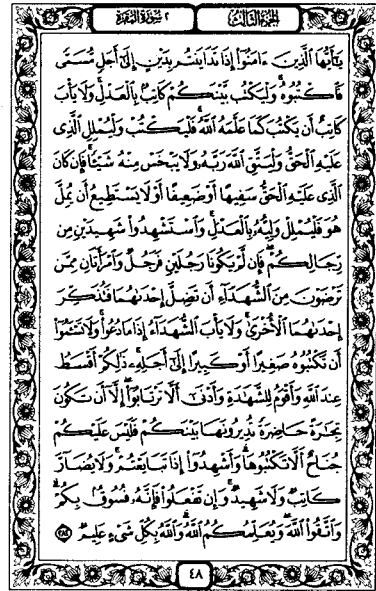 الجزء الثالث ٢ سورة البقرة
يَٰٓأَيُّهَا ٱلَّذِينَ ءَامَنُوٓا۟ إِذَا تَدَايَنتُم بِدَيْنٍ إِلَىٰٓ أَجَلٍ مُّسَمًّى
فَٱكْتُبُوهُ ۚ وَلْيَكْتُب بَّيْنَكُمْ كَاتِبٌۢ بِٱلْعَدْلِ ۚ وَلَا يَأْبَ
كَاتِبٌ أَن يَكْتُبَ كَمَا عَلَّمَهُ ٱللَّهُ ۚ فَلْيَكْتُبْ وَلْيُمْلِلِ ٱلَّذِى
عَلَيْهِ ٱلْحَقُّ وَلْيَتَّقِ ٱللَّهَ رَبَّهُۥ وَلَا يَبْخَسْ مِنْهُ شَيْـًٔا ۚ فَإِن كَانَ
ٱلَّذِى عَلَيْهِ ٱلْحَقُّ سَفِيهًا أَوْ ضَعِيفًا أَوْ لَا يَسْتَطِيعُ أَن يُمِلَّ
هُوَ فَلْيُمْلِلْ وَلِيُّهُۥ بِٱلْعَدْلِ ۚ وَٱسْتَشْهِدُوا۟ شَهِيدَيْنِ مِن
رِّجَالِكُمْ ۖ فَإِن لَّمْ يَكُونَا رَجُلَيْنِ فَرَجُلٌ وَٱمْرَأَتَانِ مِمَّن
تَرْضَوْنَ مِنَ ٱلشُّهَدَآءِ أَن تَضِلَّ إِحْدَىٰهُمَا فَتُذَكِّرَ
إِحْدَىٰهُمَا ٱلْأُخْرَىٰ ۚ وَلَا يَأْبَ ٱلشُّهَدَآءُ إِذَا مَا دُعُوا۟ ۚ وَلَا تَسْـَٔمُوٓا۟
أَن تَكْتُبُوهُ صَغِيرًا أَوْ كَبِيرًا إِلَىٰٓ أَجَلِهِۦ ۚ ذَٰلِكُمْ أَقْسَطُ
عِندَ ٱللَّهِ وَأَقْوَمُ لِلشَّهَٰدَةِ وَأَدْنَىٰٓ أَلَّا تَرْتَابُوٓا۟ ۖ إِلَّآ أَن تَكُونَ
تِجَٰرَةً حَاضِرَةً تُدِيرُونَهَا بَيْنَكُمْ فَلَيْسَ عَلَيْكُمْ
جُنَاحٌ أَلَّا تَكْتُبُوهَا ۗ وَأَشْهِدُوٓا۟ إِذَا تَبَايَعْتُمْ ۚ وَلَا يُضَآرَّ
كَاتِبٌ وَلَا شَهِيدٌ ۚ وَإِن تَفْعَلُوا۟ فَإِنَّهُۥ فُسُوقٌۢ بِكُمْ ۗ
وَٱتَّقُوا۟ ٱللَّهَ ۖ وَيُعَلِّمُكُمُ ٱللَّهُ ۗ وَٱللَّهُ بِكُلِّ شَىْءٍ عَلِيمٌ ٢٨٢
٤٨